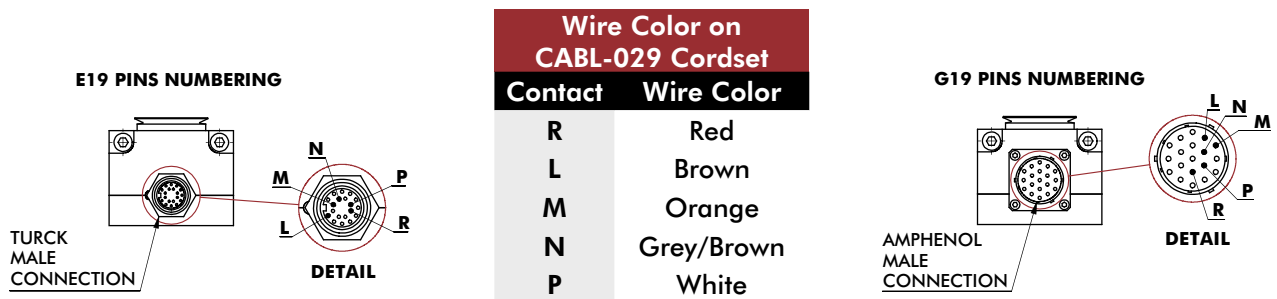 E19 PINS NUMBERING
N
M
P
L
R
TURCK
MALE
CONNECTION
DETAIL
Wire Color on
CABL-029 Cordset
Contact Wire Color
R Red
L Brown
M Orange
N Grey/Brown
P White
G19 PINS NUMBERING
L
N
M
P
R
AMPHENOL
MALE
CONNECTION
DETAIL